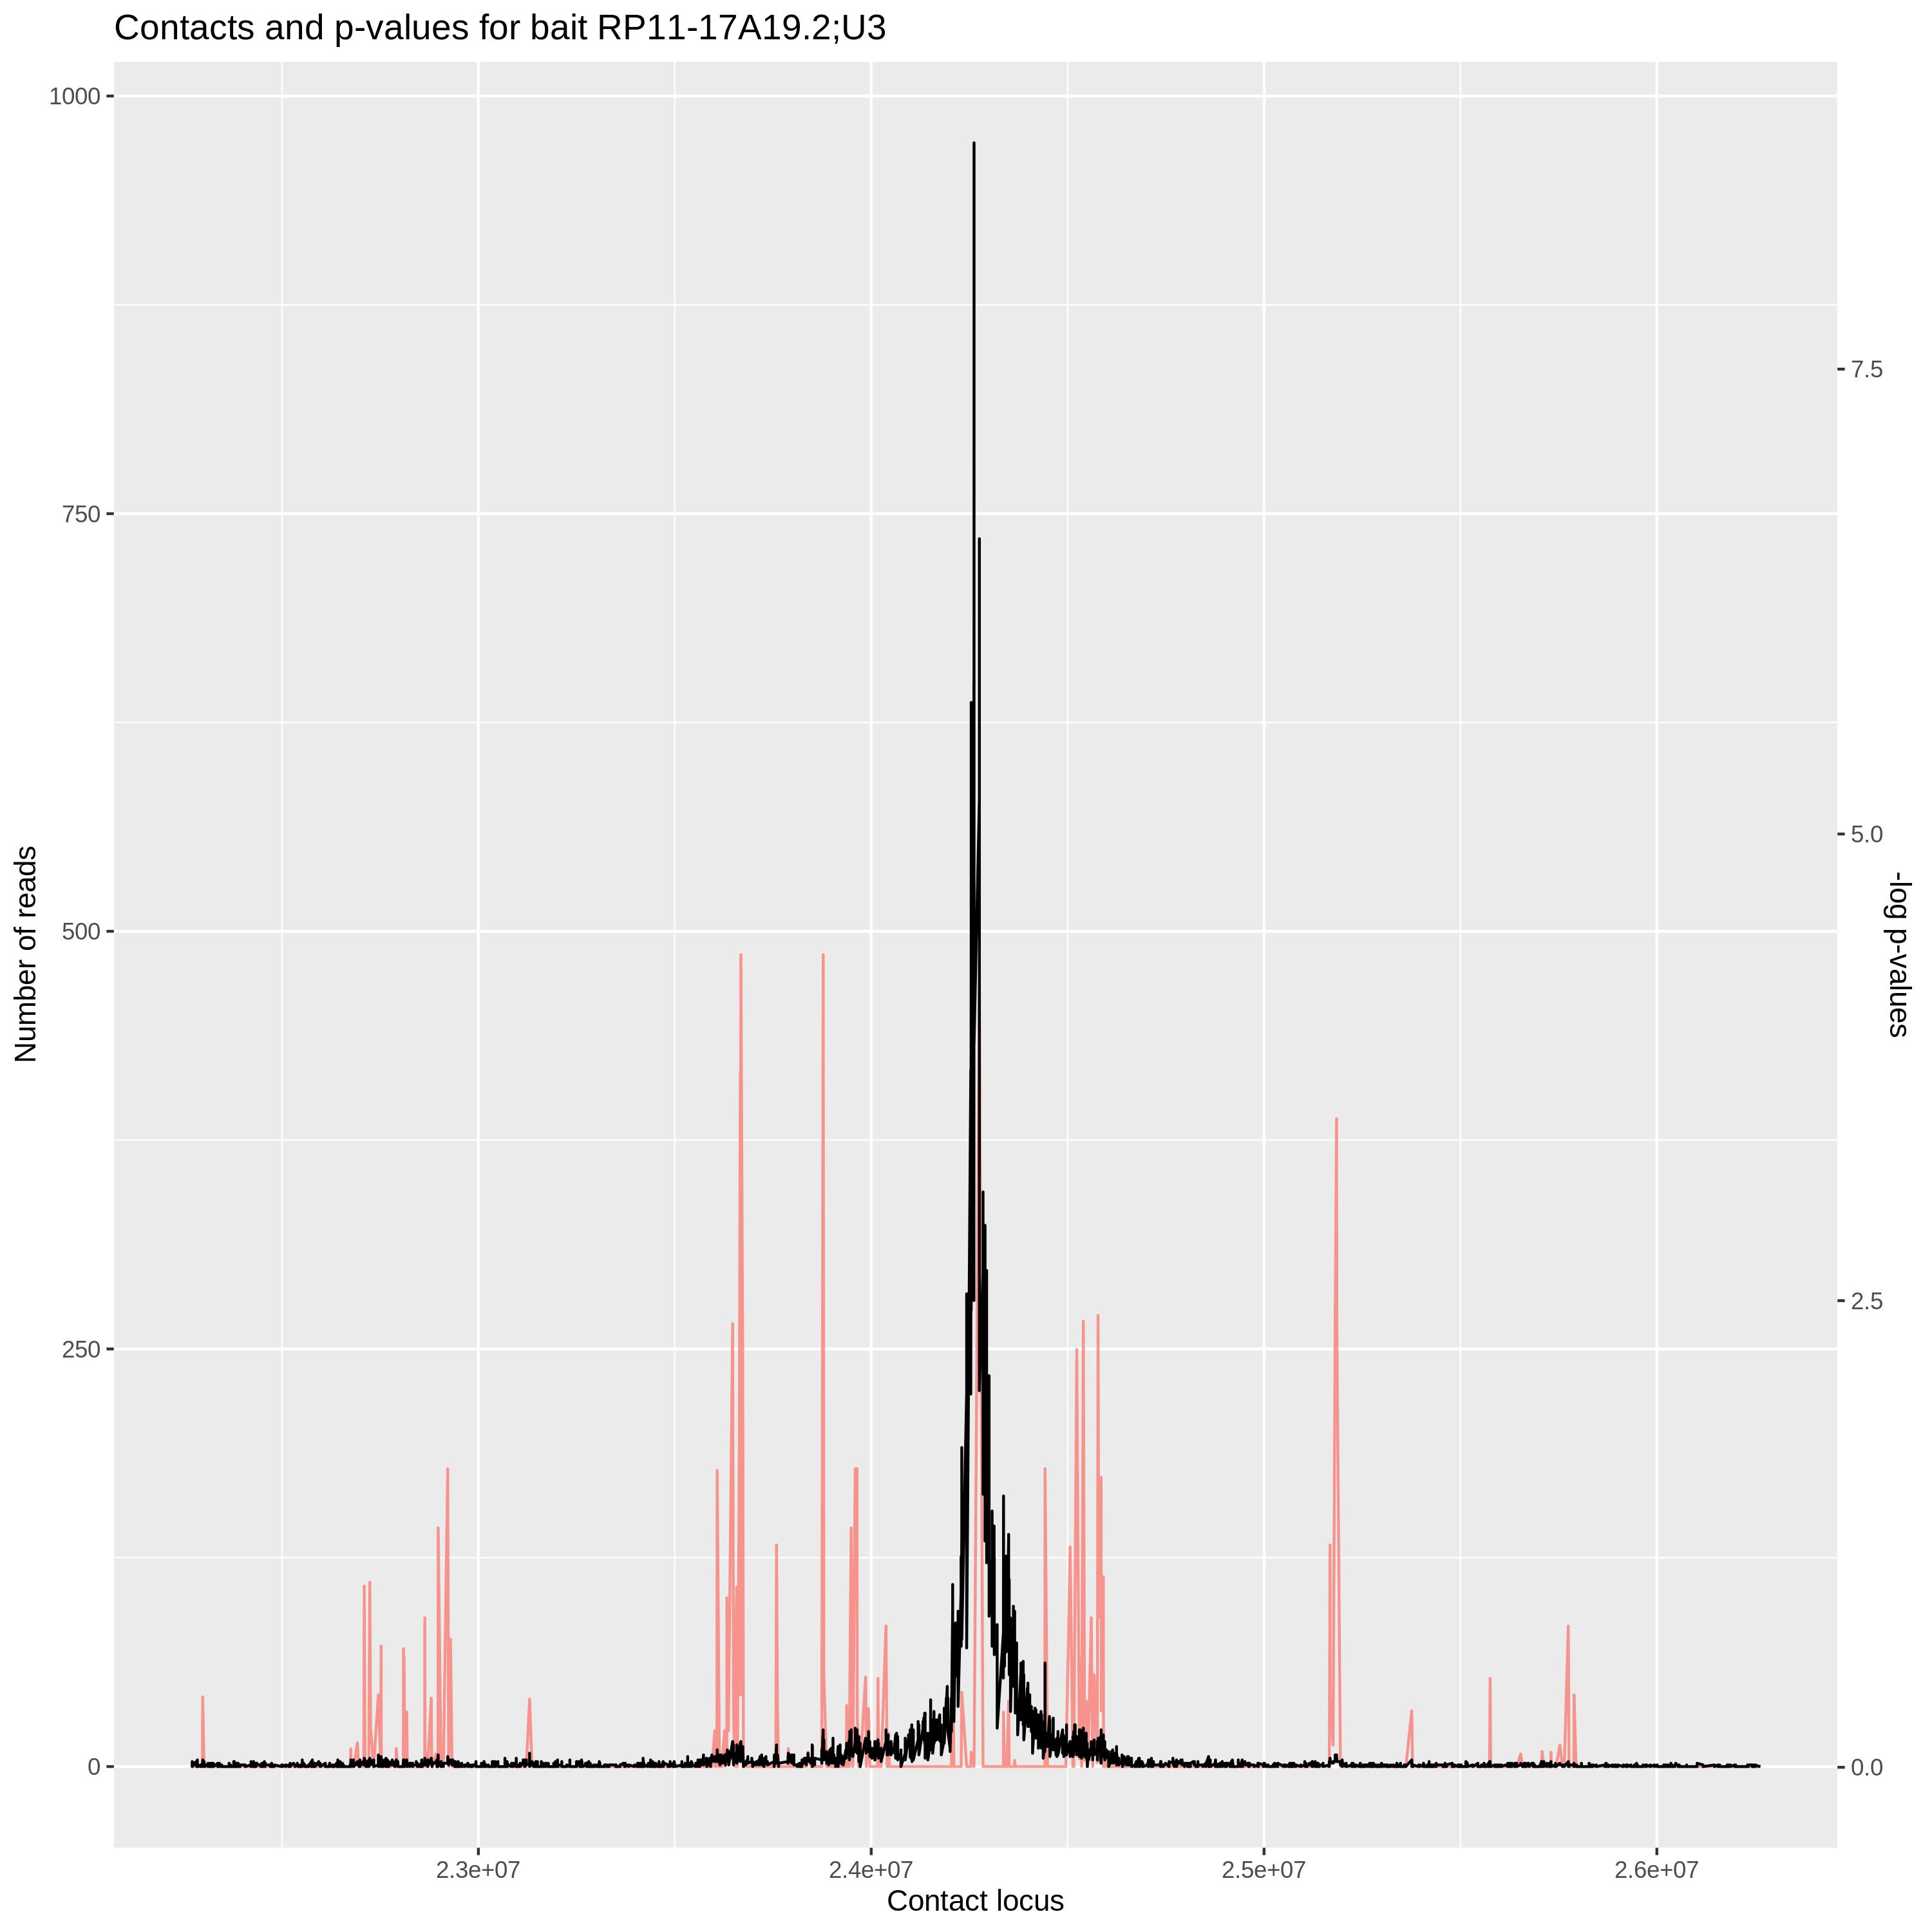 Contacts and p-values for bait RP11-17A19.2;U3
1000
750
500
250
0
Number of reads
7.5
5.0
2.5
0.0
-log p-values
2.3e+07
2.4e+07
2.5e+07
2.6e+07
Contact locus